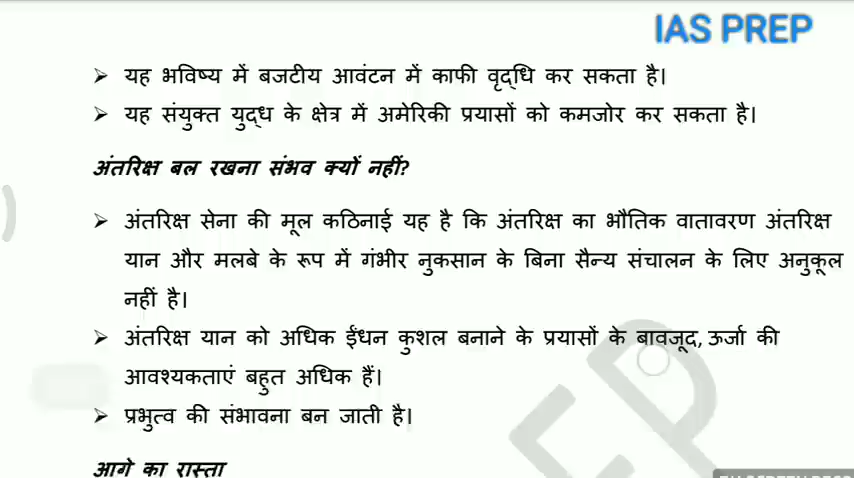 IAS PREP
➢ यह भविष्य में बजटीय आवंटन में काफी वृद्धि कर सकता है।
➢ यह संयुक्त युद्ध के क्षेत्र में अमेरिकी प्रयासों को कमजोर कर सकता है।
अंतरिक्ष बल रखना संभव क्यों नहीं?
➢ अंतरिक्ष सेना की मूल कठिनाई यह है कि अंतरिक्ष का भौतिक वातावरण अंतरिक्ष
यान और मलबे के रूप में गंभीर नुकसान के बिना सैन्य संचालन के लिए अनुकूल
नहीं है।
➢ अंतरिक्ष यान को अधिक ईंधन कुशल बनाने के प्रयासों के बावजूद, ऊर्जा की
आवश्यकताएं बहुत अधिक हैं।
➢ प्रभुत्व की संभावना बन जाती है।
आगे का रास्ता